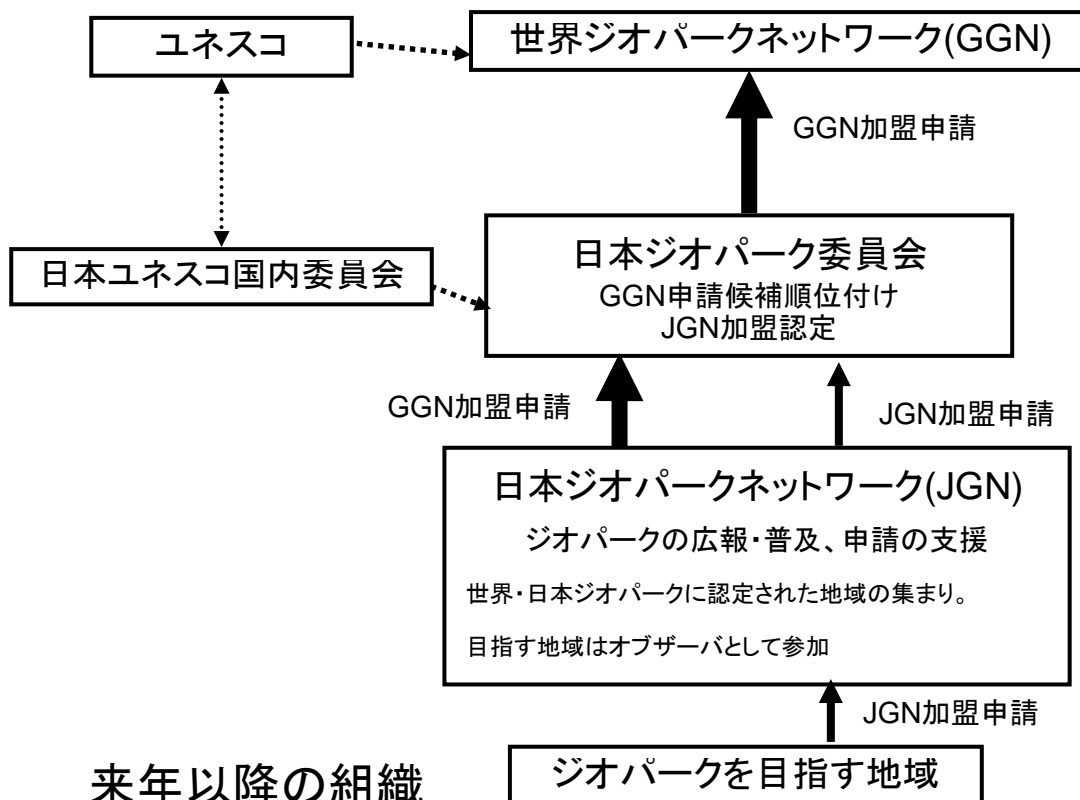 ユネスコ
世界ジオパークネットワーク(GGN)
GGN加盟申請
日本ユネスコ国内委員会
日本ジオパーク委員会
GGN申請候補順位付け
JGN加盟認定
GGN加盟申請
JGN加盟申請
日本ジオパークネットワーク(JGN)
ジオパークの広報・普及、申請の支援
世界・日本ジオパークに認定された地域の集まり。
目指す地域はオブザーバとして参加
JGN加盟申請
来年以降の組織
ジオパークを目指す地域